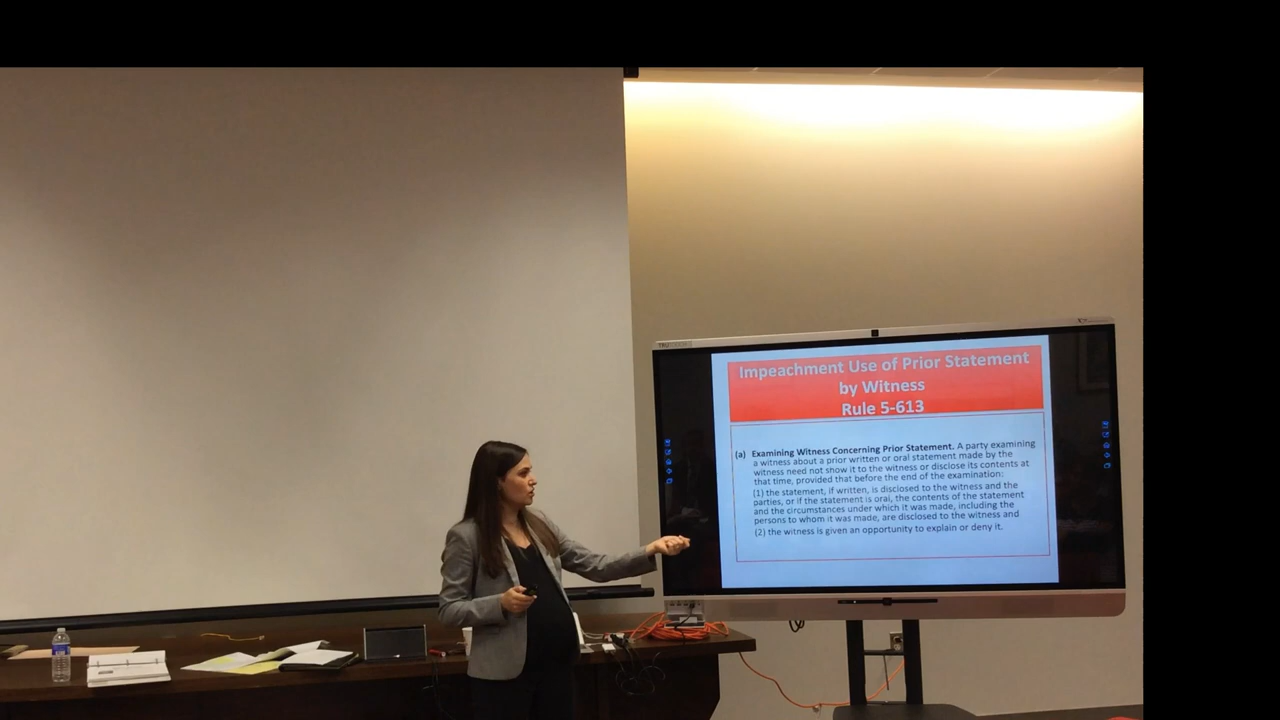 Impeachment Use of Prior Statement
by Witness
Rule 5-613
(a) Examining Witness Concerning Prior Statement. A party examining
a witness about a prior written or oral statement made by the
witness need not show it to the witness or disclose its contents at
that time, provided that before the end of the examination:
(1) the statement, if written, is disclosed to the witness and the
parties, or if the statement is oral, the contents of the statement
and the circumstances under which it was made, including the
persons to whom it was made, are disclosed to the witness and
(2) the witness is given an opportunity to explain or deny it.